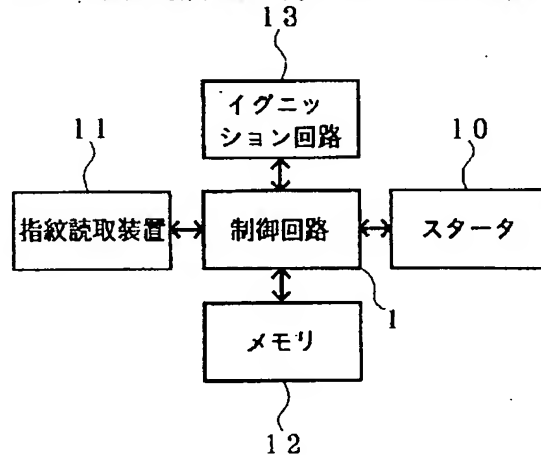 13
イグニッ
ション回路
11
10
指紋読取装置
制御回路
スタータ
1
メモリ
12